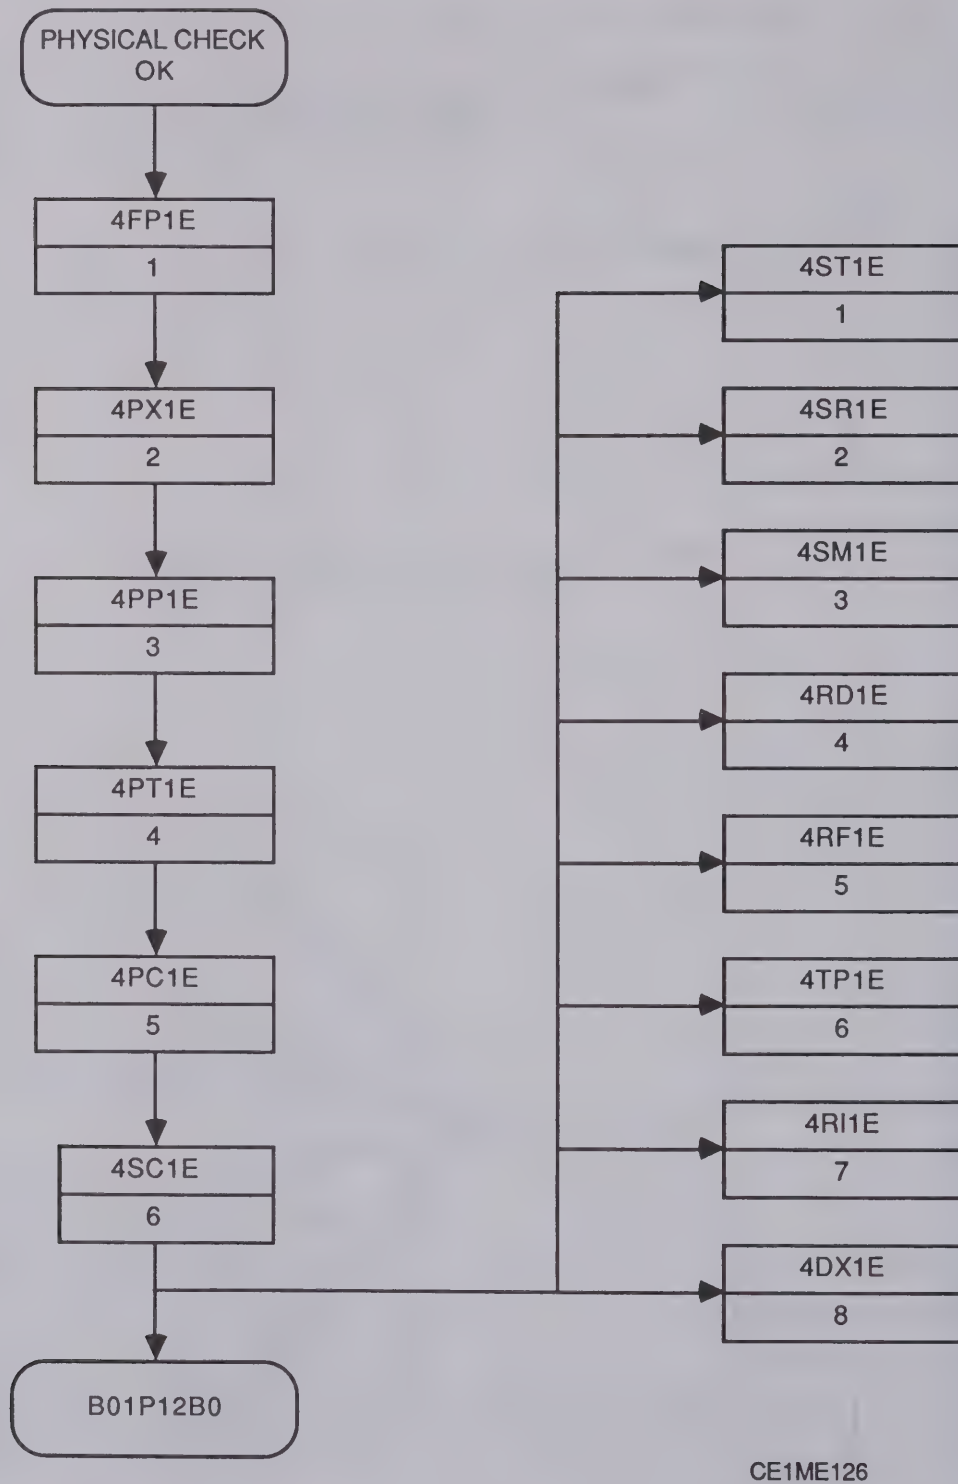 PHYSICAL CHECK
OK
4FP1E
1
4PX1E
2
4PP1E
3
4PT1E
4
4PC1E
5
4SC1E
6
B01P12B0
4ST1E
1
4SR1E
2
4SM1E
3
4RD1E
4
4RF1E
5
4TP1E
6
4RI1E
7
4DX1E
8
CE1ME126